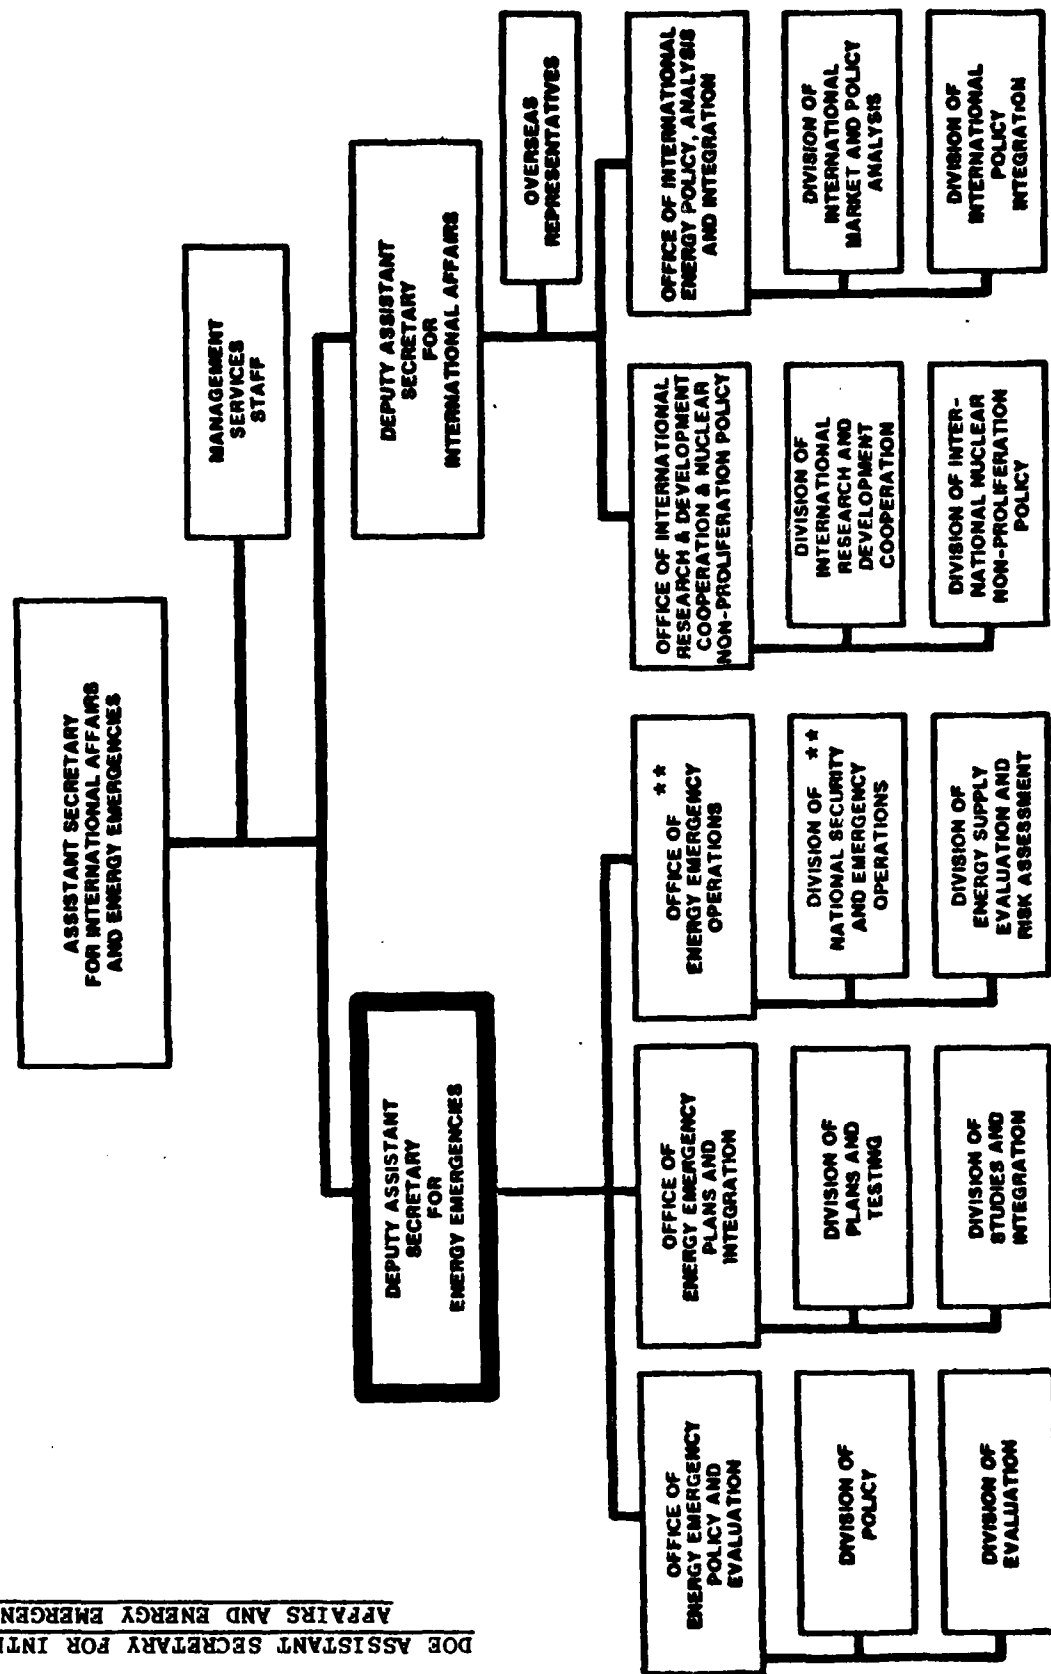 DOE ASSISTANT SECRETARY FOR
AFFAIRS AND ENERGY
ASSISTANT SECRETARY
FOR INTERNATIONAL AFFAIRS
AND ENERGY EMERGENCIES
MANAGEMENT
SERVICES
STAFF
DEPUTY ASSISTANT
SECRETARY
FOR
ENERGY EMERGENCIES
DEPUTY ASSISTANT
SECRETARY
FOR
INTERNATIONAL AFFAIRS
OVERSEAS
REPRESENTATIVES
OFFICE OF
ENERGY EMERGENCY
POLICY AND
EVALUATION
DIVISION OF
POLICY
DIVISION OF
EVALUATION
OFFICE OF
ENERGY EMERGENCY
PLANS AND
INTEGRATION
DIVISION OF
PLANS AND
TESTING
DIVISION OF
STUDIES AND
INTEGRATION
OFFICE OF **
ENERGY EMERGENCY
OPERATIONS
DIVISION OF **
NATIONAL SECURITY
AND EMERGENCY
OPERATIONS
DIVISION OF
ENERGY SUPPLY
EVALUATION AND
RISK ASSESSMENT
OFFICE OF INTERNATIONAL
RESEARCH & DEVELOPMENT
COOPERATION & NUCLEAR
NON-PROLIFERATION POLICY
DIVISION OF
INTERNATIONAL
RESEARCH AND
DEVELOPMENT
COOPERATION
DIVISION OF INTER-
NATIONAL NUCLEAR
NON-PROLIFERATION
POLICY
OFFICE OF INTERNATIONAL
ENERGY POLICY, ANALYSIS
AND INTEGRATION
DIVISION OF
INTERNATIONAL
MARKET AND POLICY
ANALYSIS
DIVISION OF
INTERNATIONAL
POLICY
INTEGRATION